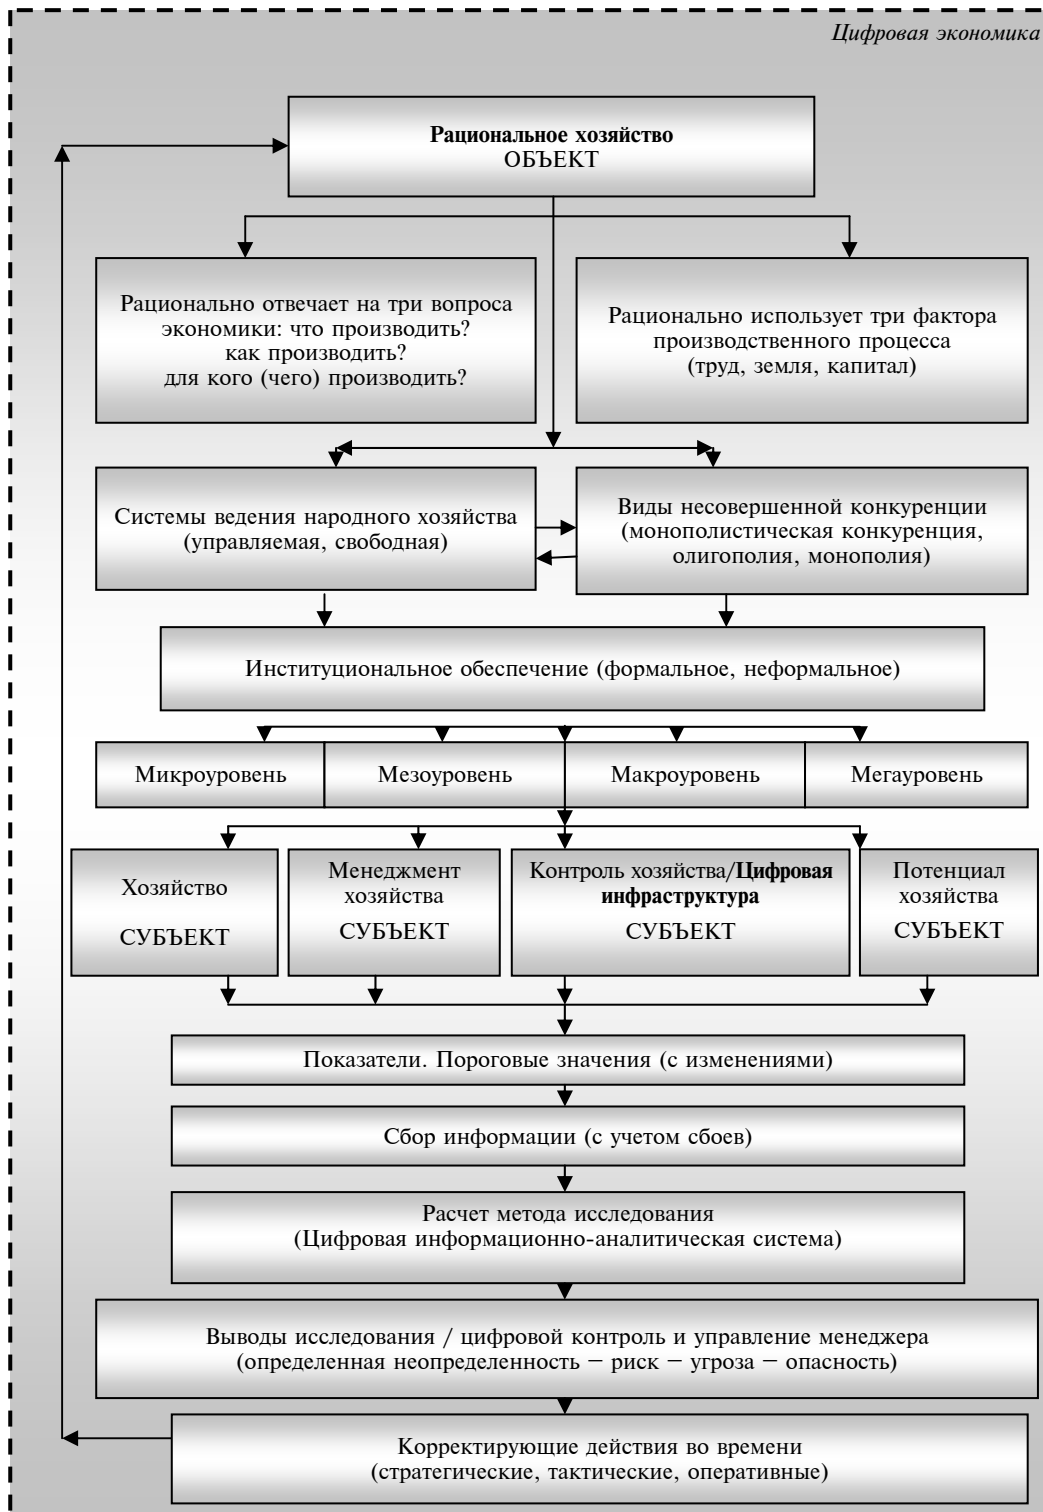 Цифровая экономика
Рациональное хозяйство
ОБЪЕКТ
Рационально отвечает на три вопроса
экономики: что производить?
как производить?
для кого (чего) производить?
Рационально использует три фактора
производственного процесса
(труд, земля, капитал)
Системы ведения народного хозяйства
(управляемая, свободная)
Виды несовершенной конкуренции
(монополистическая конкуренция,
олигополия, монополия)
Институциональное обеспечение (формальное, неформальное)
Микроуровень
Мезоуровень
Макроуровень
Мегауровень
Хозяйство
СУБЪЕКТ
Менеджмент
хозяйства
СУБЪЕКТ
Контроль хозяйства/Цифровая
инфраструктура
СУБЪЕКТ
Потенциал
хозяйства
СУБЪЕКТ
Показатели. Пороговые значения (с изменениями)
Сбор информации (с учетом сбоев)
Расчет метода исследования
(Цифровая информационно-аналитическая система)
Выводы исследования / цифровой контроль и управление менеджера
(определенная неопределенность – риск – угроза – опасность)
Корректирующие действия во времени
(стратегические, тактические, оперативные)